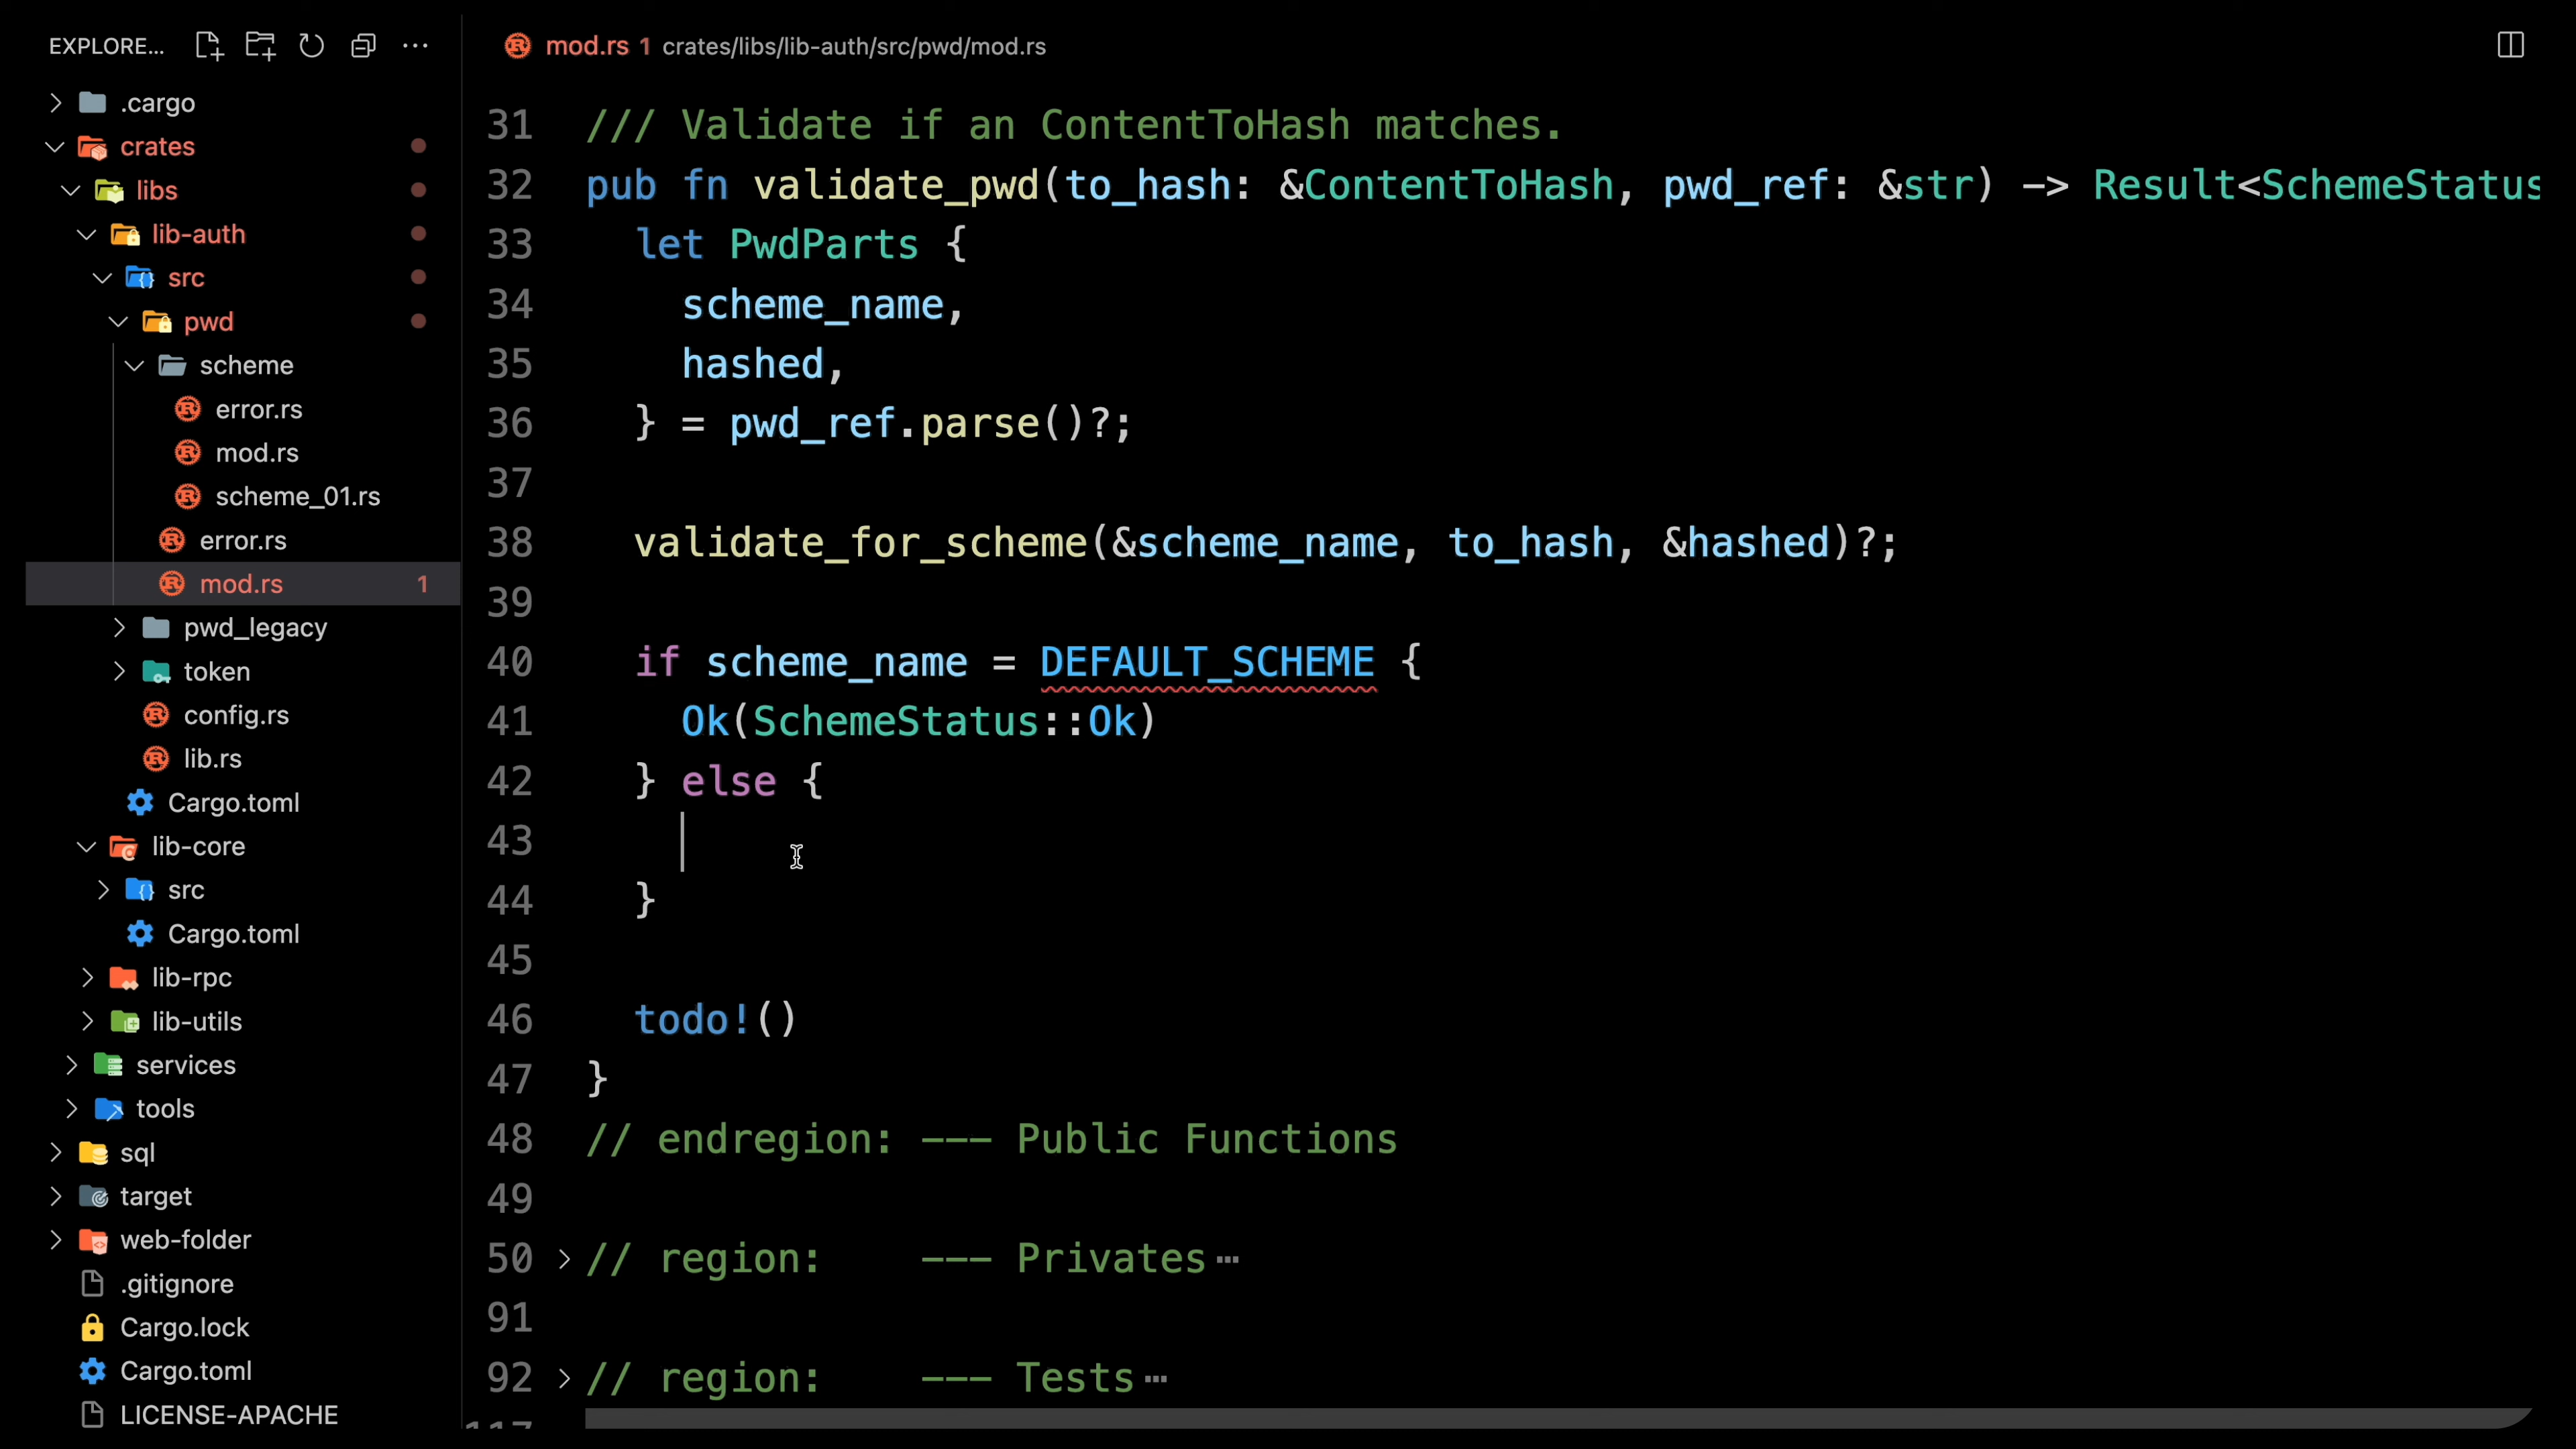 EXPLORE...
.cargo
crates
libs
lib-auth
src
pwd
scheme
error.rs
mod.rs
scheme_01.rs
error.rs
mod.rs 1
pwd_legacy
token
config.rs
lib.rs
Cargo.toml
lib-core
src
Cargo.toml
lib-rpc
lib-utils
services
tools
sql
target
web-folder
.gitignore
Cargo.lock
Cargo.toml
LICENSE-APACHE
mod.rs 1 crates/libs/lib-auth/src/pwd/mod.rs
31 /// Validate if an ContentToHash matches.
32 pub fn validate_pwd(to_hash: &ContentToHash, pwd_ref: &str) -> Result<SchemeStatus
33 let PwdParts {
34 scheme_name,
35 hashed,
36 } = pwd_ref.parse()?;
37
38 validate_for_scheme(&scheme_name, to_hash, &hashed)?;
39
40 if scheme_name = DEFAULT_SCHEME {
41 Ok(SchemeStatus::Ok)
42 } else {
43
44 }
45
46 todo!()
47 }
48 // endregion: --- Public Functions
49
50 // region: --- Privates ⋯
91
92 // region: --- Tests ⋯